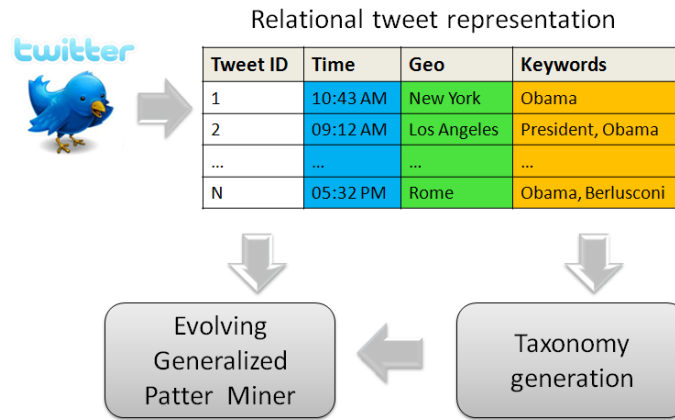 Relational tweet representation
twitter
Tweet ID Time Geo Keywords
1 10:43 AM New York Obama
2 09:12 AM Los Angeles President, Obama
... ... ... ...
N 05:32 PM Rome Obama, Berlusconi
Evolving
Generalized
Patter Miner
Taxonomy
generation